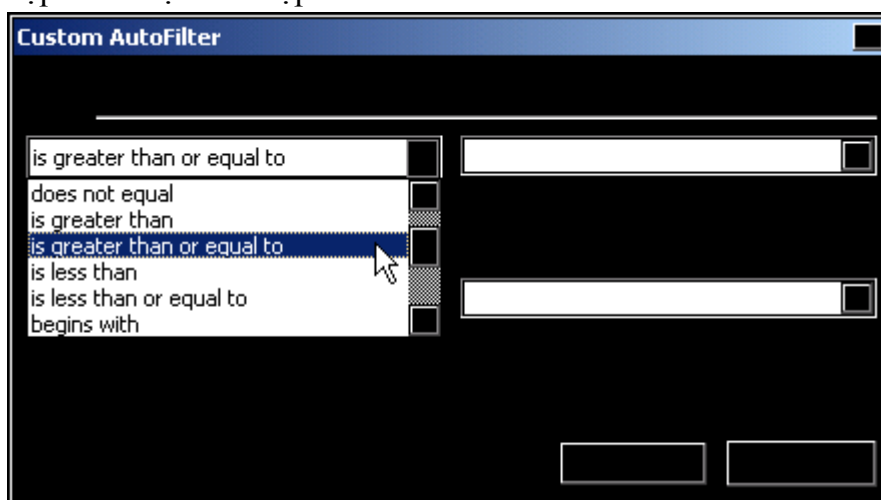 Custom AutoFilter
is greater than or equal to
does not equal
is greater than
is greater than or equal to
is less than
is less than or equal to
begins with